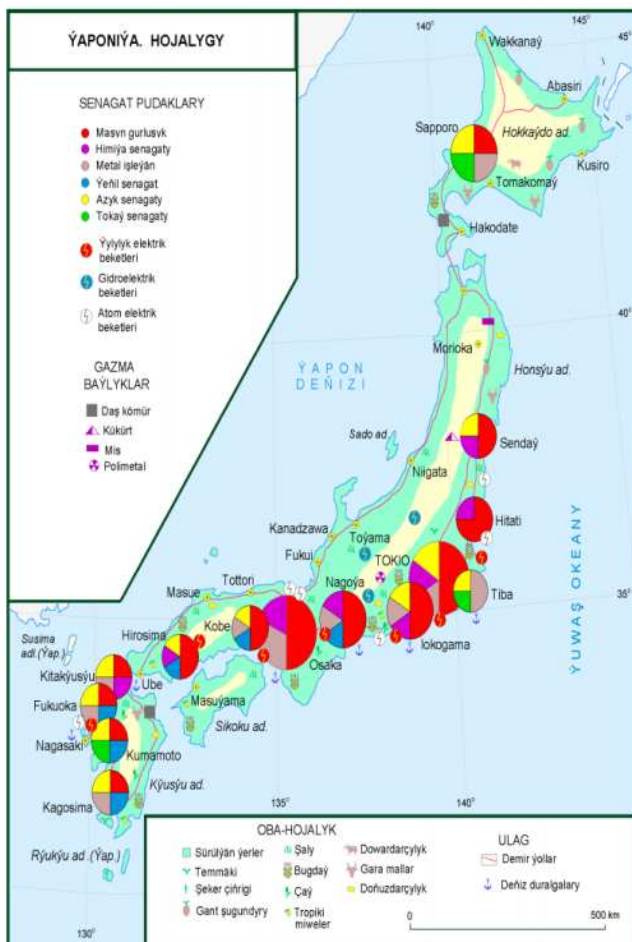 ÝAPONIÝA. HOJALYGY
SENAGAT PUDAKLARY
Maşyn gurluşyk
Himiýa senagaty
Metal işleýän
Ýeňil senagat
Azyk senagaty
Tokaý senagaty
Ýylylyk elektrik
beketleri
Gidroelektrik
beketleri
Atom elektrik
beketleri
GAZMA
BAÝLYKLAR
Daş kömür
Kükürt
Mis
Polimetal
140°
145°
45°
Wakkanaý
Abasiri
Sapporo
Hokkaýdo ad.
Kusiro
Tomakomaý
Hakodate
40°
Morioka
ÝAPON
DEŇIZI
Honsýu ad.
Sado ad.
Sendaý
Niigata
Kanadzawa
Toýama
Hitati
Fukui
TOKIO
ÝUWAŞ OKEANY
Masue
Tottori
Nagoýa
Tiba
35°
Susima
adl.(Ýap.)
Hirosima
Kobe
Iokogama
Osaka
Kitakýusýu
Ube
Fukuoka
Masuýama
Sikoku ad.
Nagasaki
Kumamoto
Kýusýu ad.
Kagosima
135°
140°
Rýukýu ad.(Ýap.)
130°
OBA-HOJALYK
ULAG
Sürülýän ýerler
Temmäki
Şeker çiňrigi
Gant şugundyry
Şaly
Bugdaý
Çaý
Tropiki
miweler
Dowardarçylyk
Gara mallar
Doňuzdarçylyk
Demir ýollar
Deňiz duralgalary
0
500 km